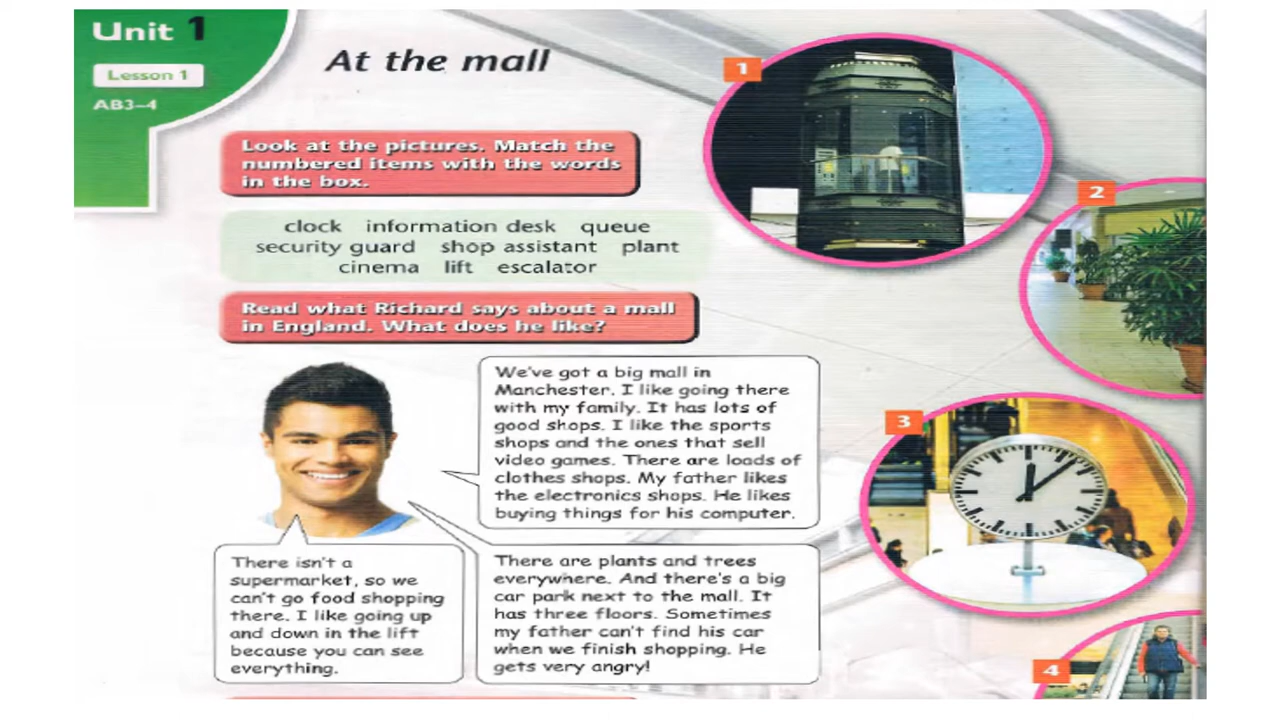 Unit 1
Lesson 1
AB3-4
At the mall
Look at the pictures. Match the
numbered items with the words
in the box.
clock information desk queue
security guard shop assistant plant
cinema lift escalator
Read what Richard says about a mall
in England. What does he like?
We've got a big mall in
Manchester. I like going there
with my family. It has lots of
good shops. I like the sports
shops and the ones that sell
video games. There are loads of
clothes shops. My father likes
the electronics shops. He likes
buying things for his computer.
There isn't a
supermarket, so we
can't go food shopping
there. I like going up
and down in the lift
because you can see
everything.
There are plants and trees
everywhere. And there's a big
car park next to the mall. It
has three floors. Sometimes
my father can't find his car
when we finish shopping. He
gets very angry!
1
2
3
4